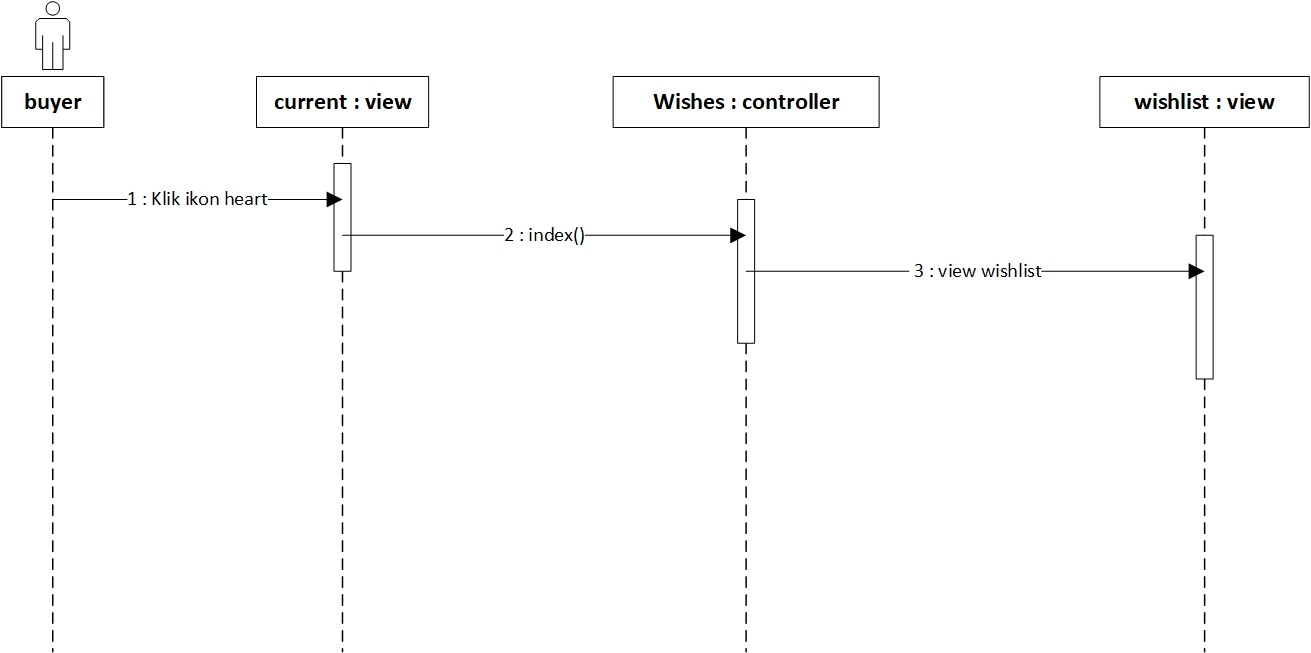 buyer
current : view
Wishes : controller
wishlist : view
1 : Klik ikon heart
2 : index()
3 : view wishlist